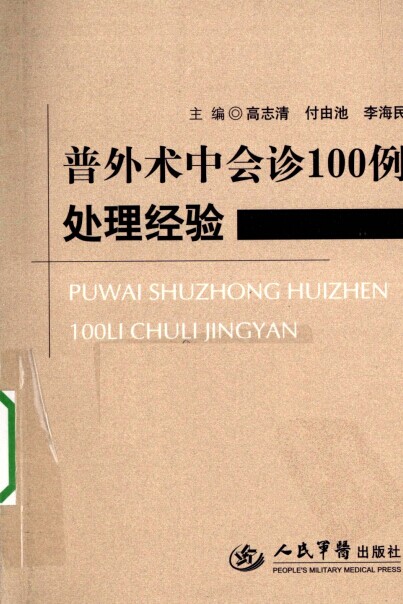 主 编 ◎ 高志清 付由池 李海民
普外术中会诊100例
处理经验
PUWAI SHUZHONG HUIZHEN
100LI CHULI JINGYAN
人民军医出版社
PEOPLE'S MILITARY MEDICAL PRESS